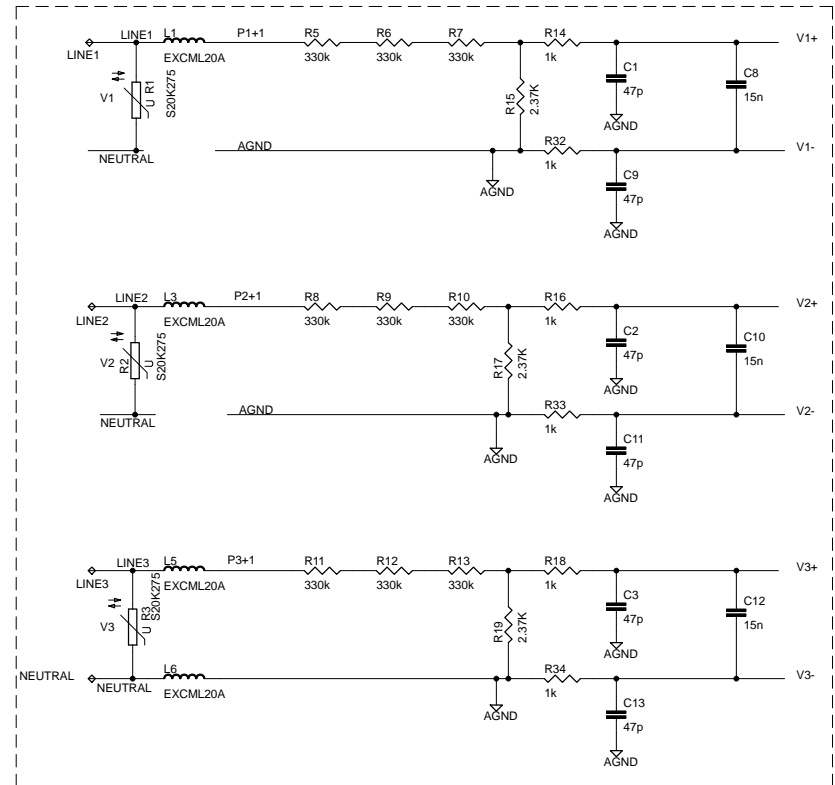 LINE1 L1 P1+1 R5 R6 R7 R14 V1+
LINE1 EXCML20A 330k 330k 330k 1k
V1 U R1 S20K275 R15 2.37K C1 47p C8 15n
AGND
NEUTRAL AGND R32 V1-
AGND 1k C9 47p
AGND
LINE2 L3 P2+1 R8 R9 R10 R16 V2+
LINE2 EXCML20A 330k 330k 330k 1k
V2 R2 U S20K275 R17 2.37K C2 47p C10 15n
AGND
NEUTRAL AGND R33 V2-
AGND 1k C11 47p
AGND
LINE3 L5 P3+1 R11 R12 R13 R18 V3+
LINE3 EXCML20A 330k 330k 330k 1k
V3 U R3 S20K275 R19 2.37K C3 47p C12 15n
AGND
NEUTRAL NEUTRAL L6 R34 V3-
EXCML20A AGND 1k C13 47p
AGND